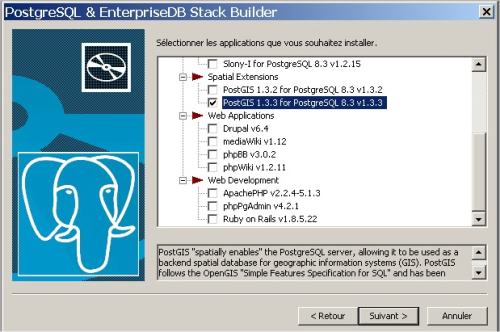 PostgreSQL & EnterpriseDB Stack Builder
Sélectionner les applications que vous souhaitez installer.
Slony-I for PostgreSQL 8.3 v1.2.15
Spatial Extensions
PostGIS 1.3.2 for PostgreSQL 8.3 v1.3.2
PostGIS 1.3.3 for PostgreSQL 8.3 v1.3.3
Web Applications
Drupal v6.4
mediaWiki v1.12
phpBB v3.0.2
phpWiki v1.2.11
Web Development
ApachePHP v2.2.4-5.1.3
phpPgAdmin v4.2.1
Ruby on Rails v1.8.5.22
PostGIS "spatially enables" the PostgreSQL server, allowing it to be used as a
backend spatial database for geographic information systems (GIS). PostGIS
follows the OpenGIS "Simple Features Specification for SQL" and has been
< Retour Suivant > Annuler